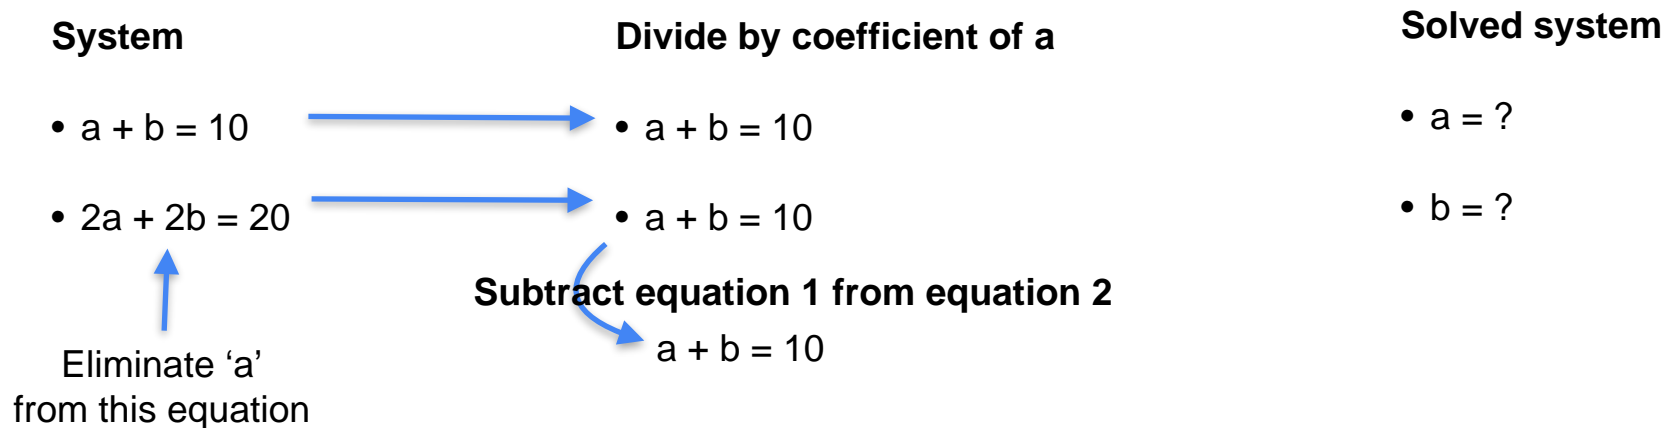 System
Divide by coefficient of a
Solved system
• a + b = 10
• a + b = 10
• a = ?
• 2a + 2b = 20
• a + b = 10
• b = ?
Subtract equation 1 from equation 2
a + b = 10
Eliminate ‘a’
from this equation